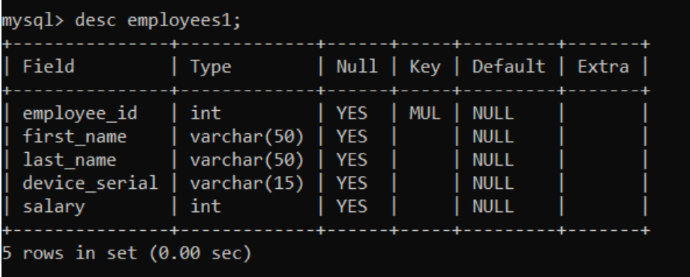 mysql> desc employees1;
+---------------+-------------+------+-----+---------+-------+
| Field         | Type        | Null | Key | Default | Extra |
+---------------+-------------+------+-----+---------+-------+
| employee_id   | int         | YES  | MUL | NULL    |       |
| first_name    | varchar(50) | YES  |     | NULL    |       |
| last_name     | varchar(50) | YES  |     | NULL    |       |
| device_serial | varchar(15) | YES  |     | NULL    |       |
| salary        | int         | YES  |     | NULL    |       |
+---------------+-------------+------+-----+---------+-------+
5 rows in set (0.00 sec)